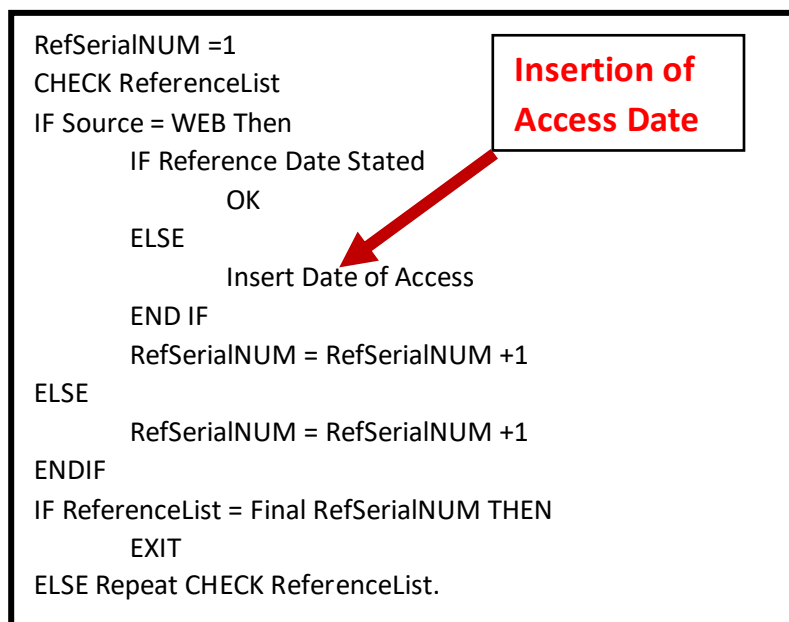 RefSerialNUM =1
CHECK ReferenceList
IF Source = WEB Then
IF Reference Date Stated
OK
ELSE
Insert Date of Access
END IF
RefSerialNUM = RefSerialNUM +1
ELSE
RefSerialNUM = RefSerialNUM +1
ENDIF
IF ReferenceList = Final RefSerialNUM THEN
EXIT
ELSE Repeat CHECK ReferenceList.
Insertion of
Access Date